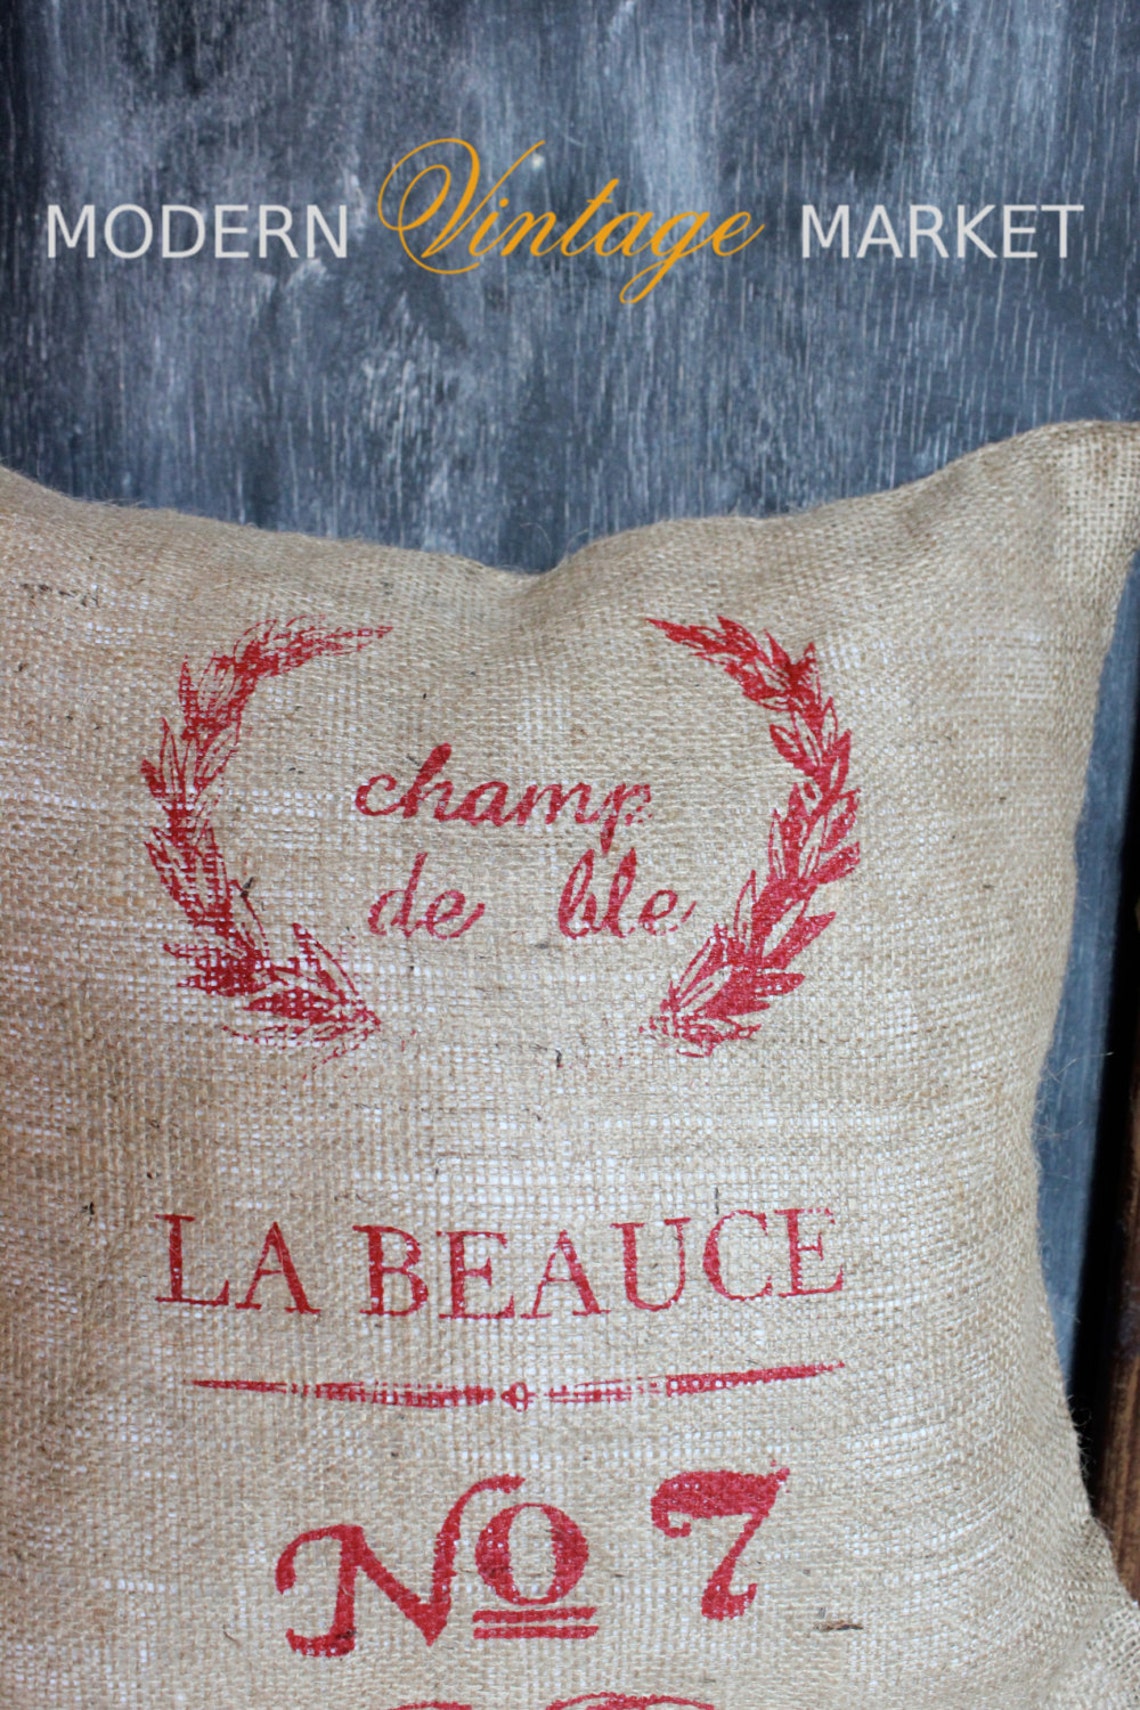 MODERN Vintage MARKET
champ
de ble
LA BEAUCE
No 7